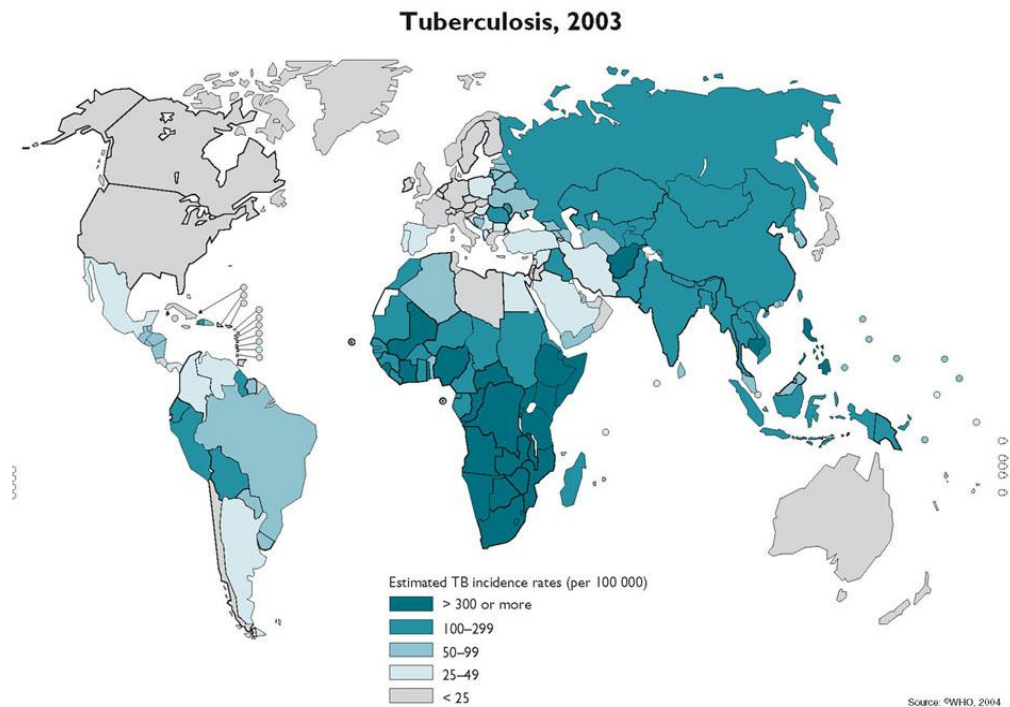 Tuberculosis, 2003
Estimated TB incidence rates (per 100 000)
> 300 or more
100–299
50–99
25–49
< 25
Source: ©WHO, 2004